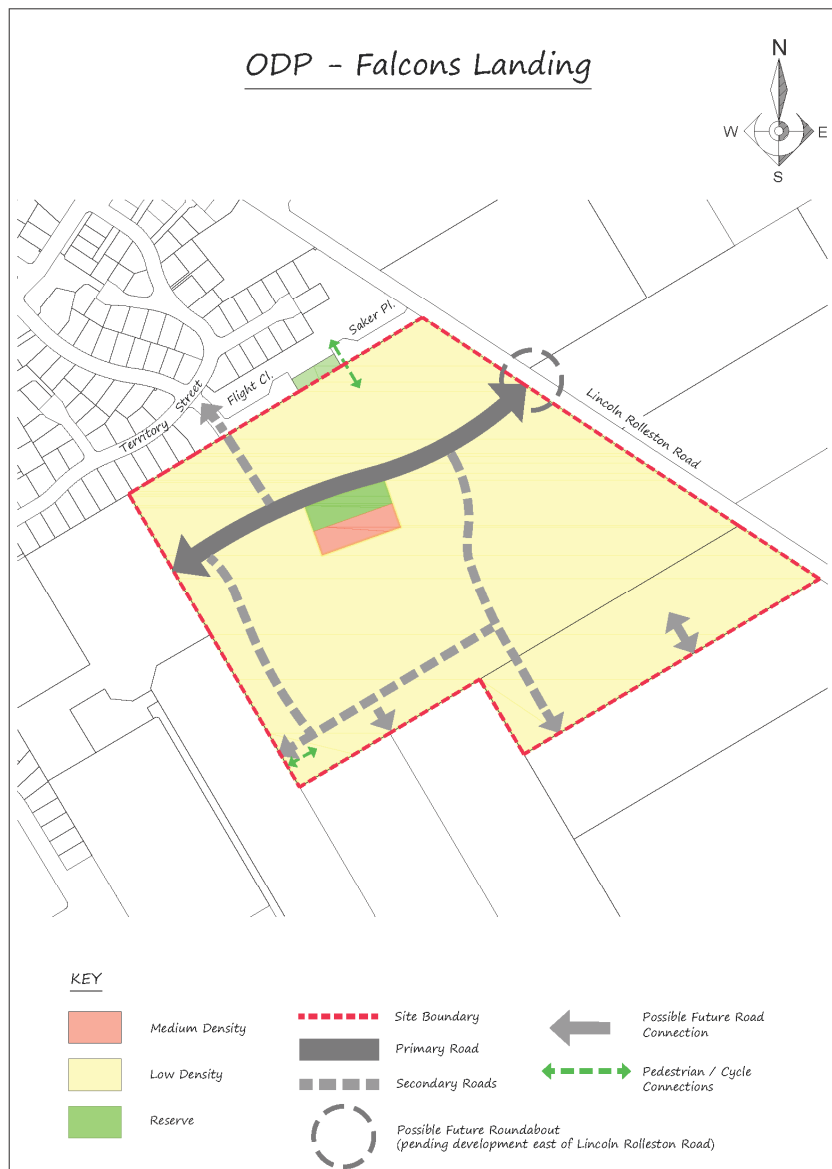 ODP - Falcons Landing
N
W
E
S
Saker Pl.
Flight Cl.
Territory Street
Lincoln Rolleston Road
KEY
Medium Density
Low Density
Reserve
Site Boundary
Primary Road
Secondary Roads
Possible Future Roundabout
(pending development east of Lincoln Rolleston Road)
Possible Future Road
Connection
Pedestrian / Cycle
Connections